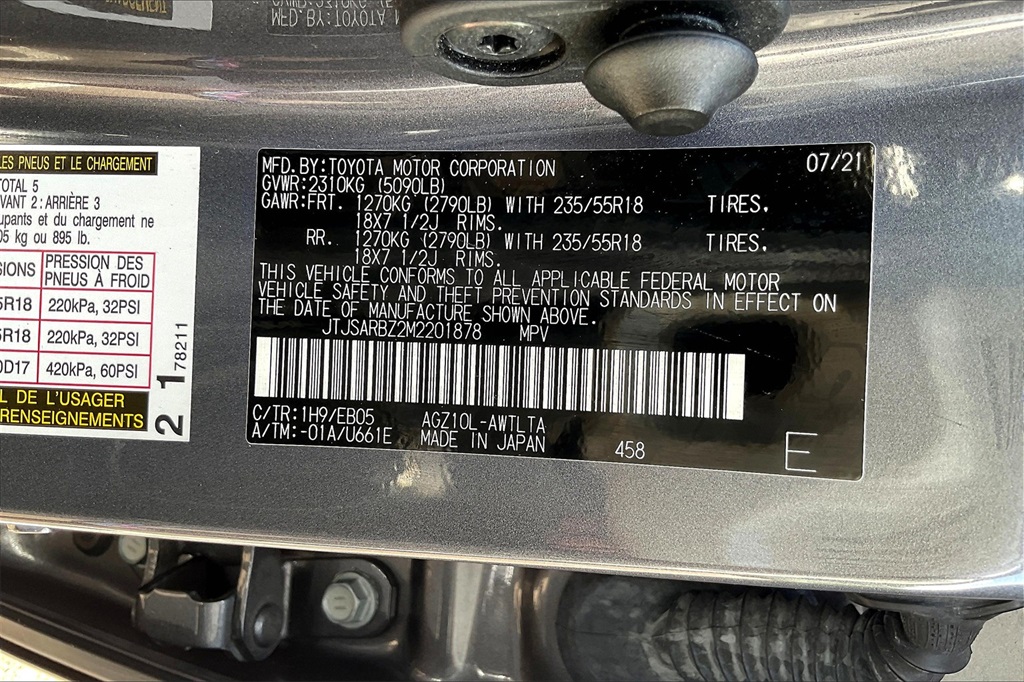 LES PNEUS ET LE CHARGEMENT
TOTAL 5
AVANT 2 : ARRIÈRE 3
du chargement ne
kg ou 895 lb.
PRESSION DES
PNEUS À FROID
220kPa, 32PSI
220kPa, 32PSI
420kPa, 60PSI
DE L'USAGER
RENSEIGNEMENTS
21 78211
MFD. BY:TOYOTA
MFD.BY:TOYOTA MOTOR CORPORATION 07/21
GVWR:2310KG (5090LB)
GAWR:FRT. 1270KG (2790LB) WITH 235/55R18 TIRES.
18X7 1/2J RIMS.
RR. 1270KG (2790LB) WITH 235/55R18 TIRES.
18X7 1/2J RIMS.
THIS VEHICLE CONFORMS TO ALL APPLICABLE FEDERAL MOTOR
VEHICLE SAFETY AND THEFT PREVENTION STANDARDS IN EFFECT ON
THE DATE OF MANUFACTURE SHOWN ABOVE.
JTJSARBZ2M2201878 MPV
C/TR:1H9/EB05 AGZ10L-AWTLTA
A/TM:-01A/U661E MADE IN JAPAN 458 E